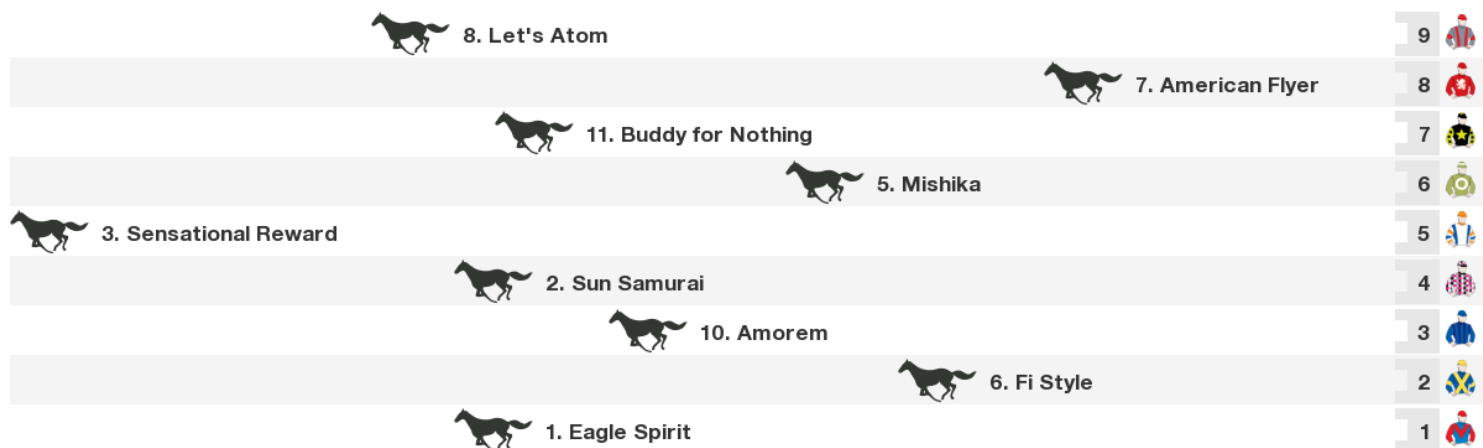 8. Let's Atom 9
7. American Flyer 8
11. Buddy for Nothing 7
5. Mishika 6
3. Sensational Reward 5
2. Sun Samurai 4
10. Amorem 3
6. Fi Style 2
1. Eagle Spirit 1